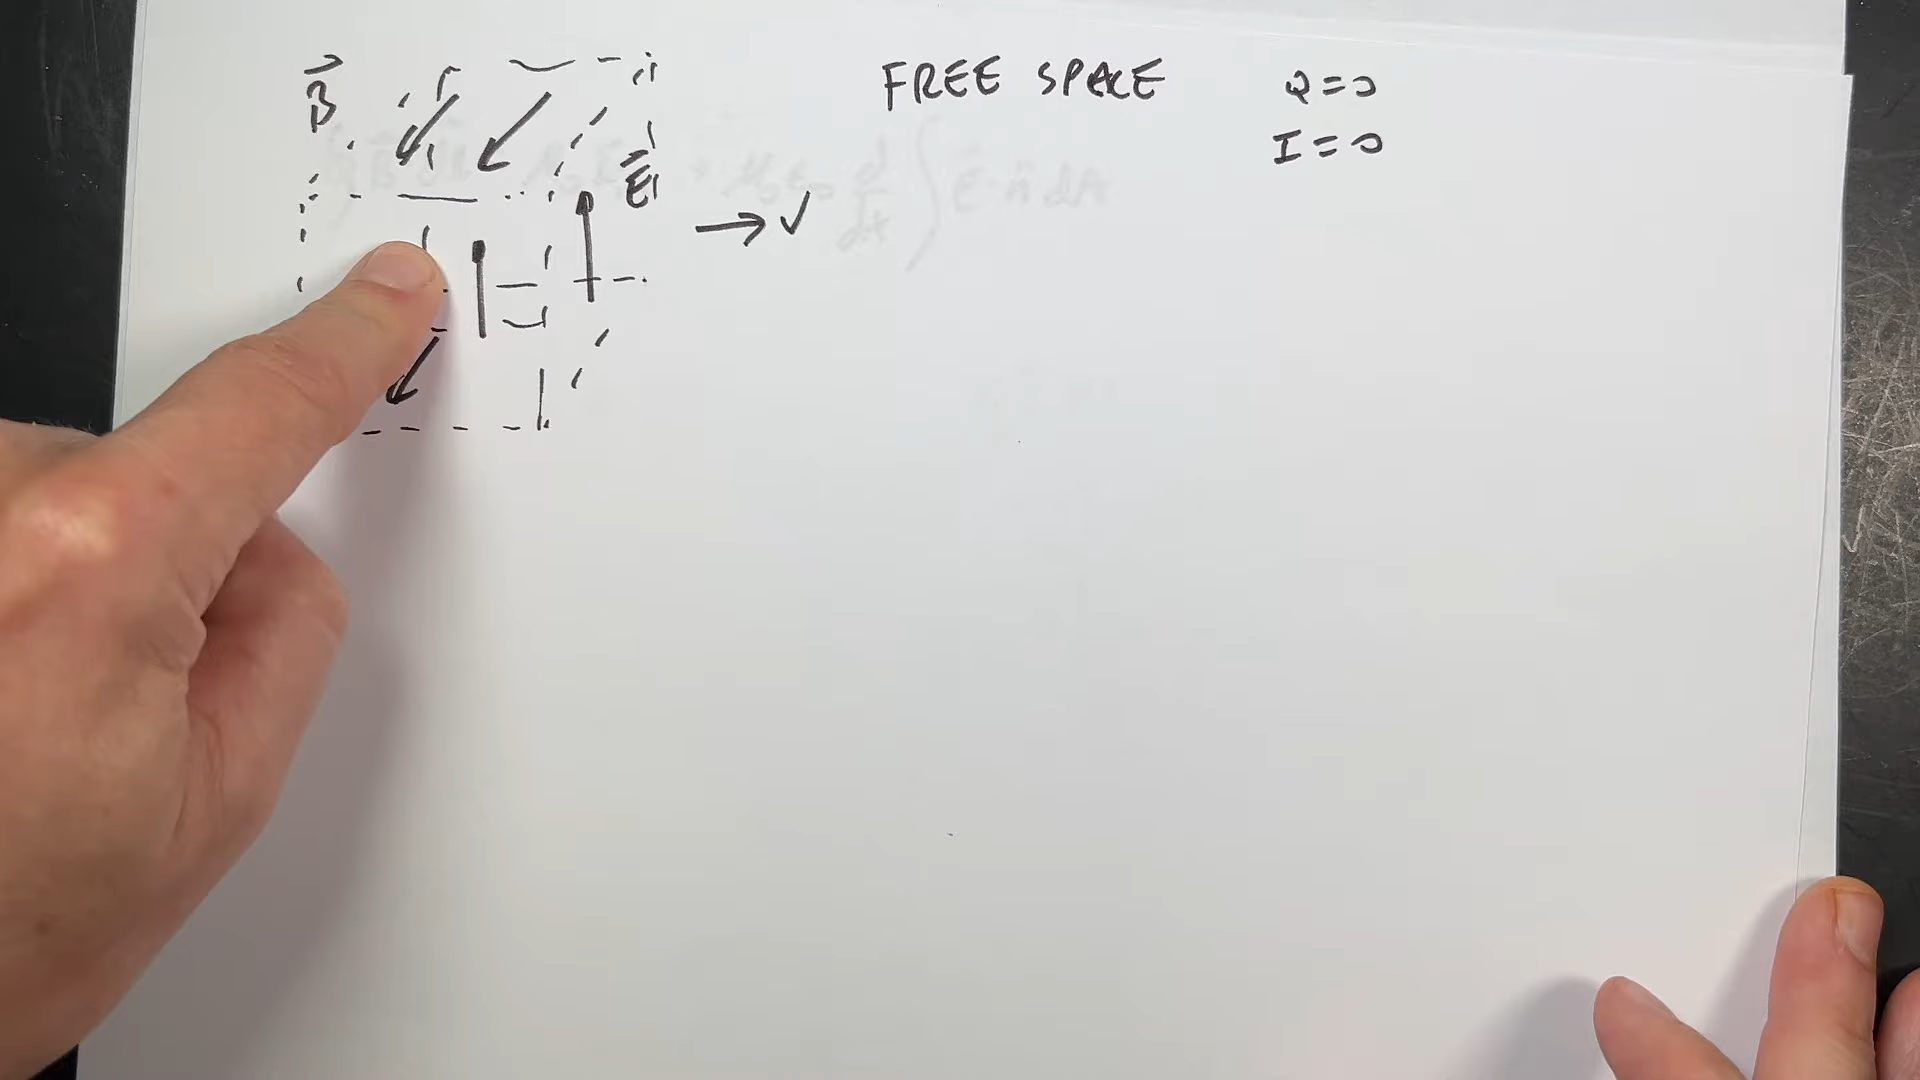 B⃗
E⃗
→ v
FREE SPACE
Q=0
I=0